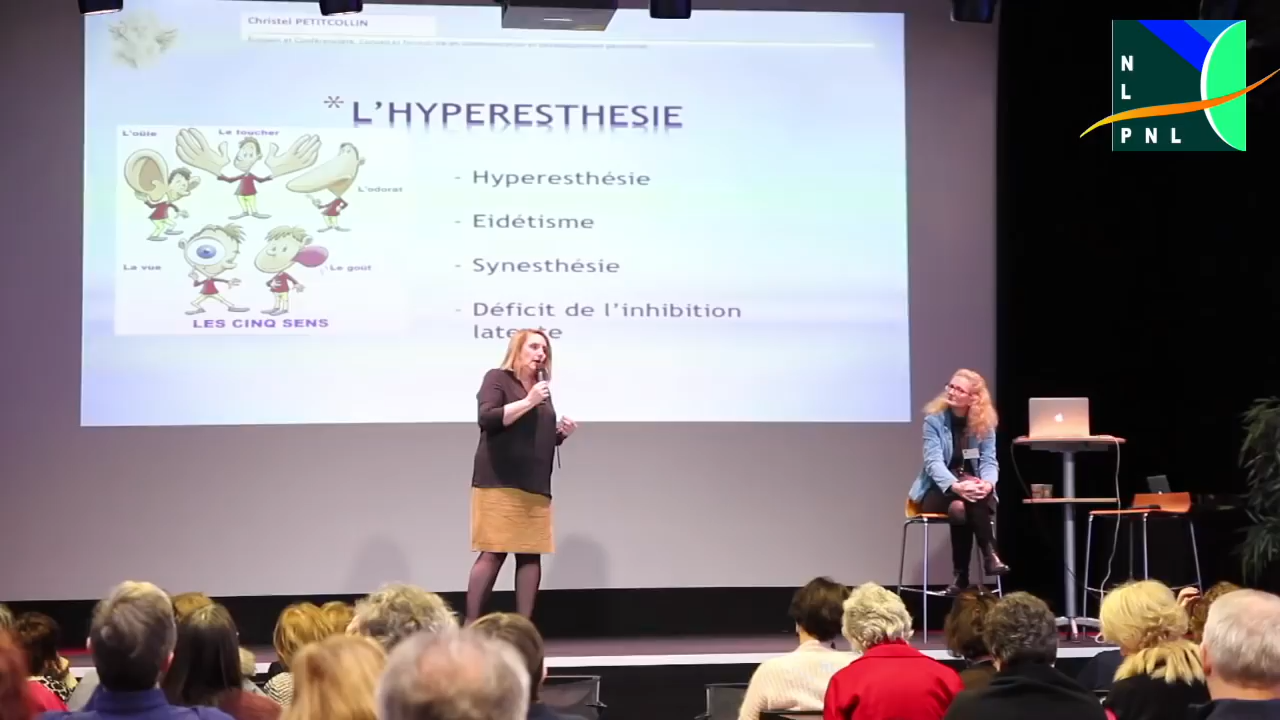 Christel PETITCOLLIN
* L'HYPERESTHESIE
L'ouïe
Le toucher
L'odorat
La vue
Le goût
LES CINQ SENS
- Hyperesthésie
- Eidétisme
- Synesthésie
- Déficit de l'inhibition
latente
N
L
P N L